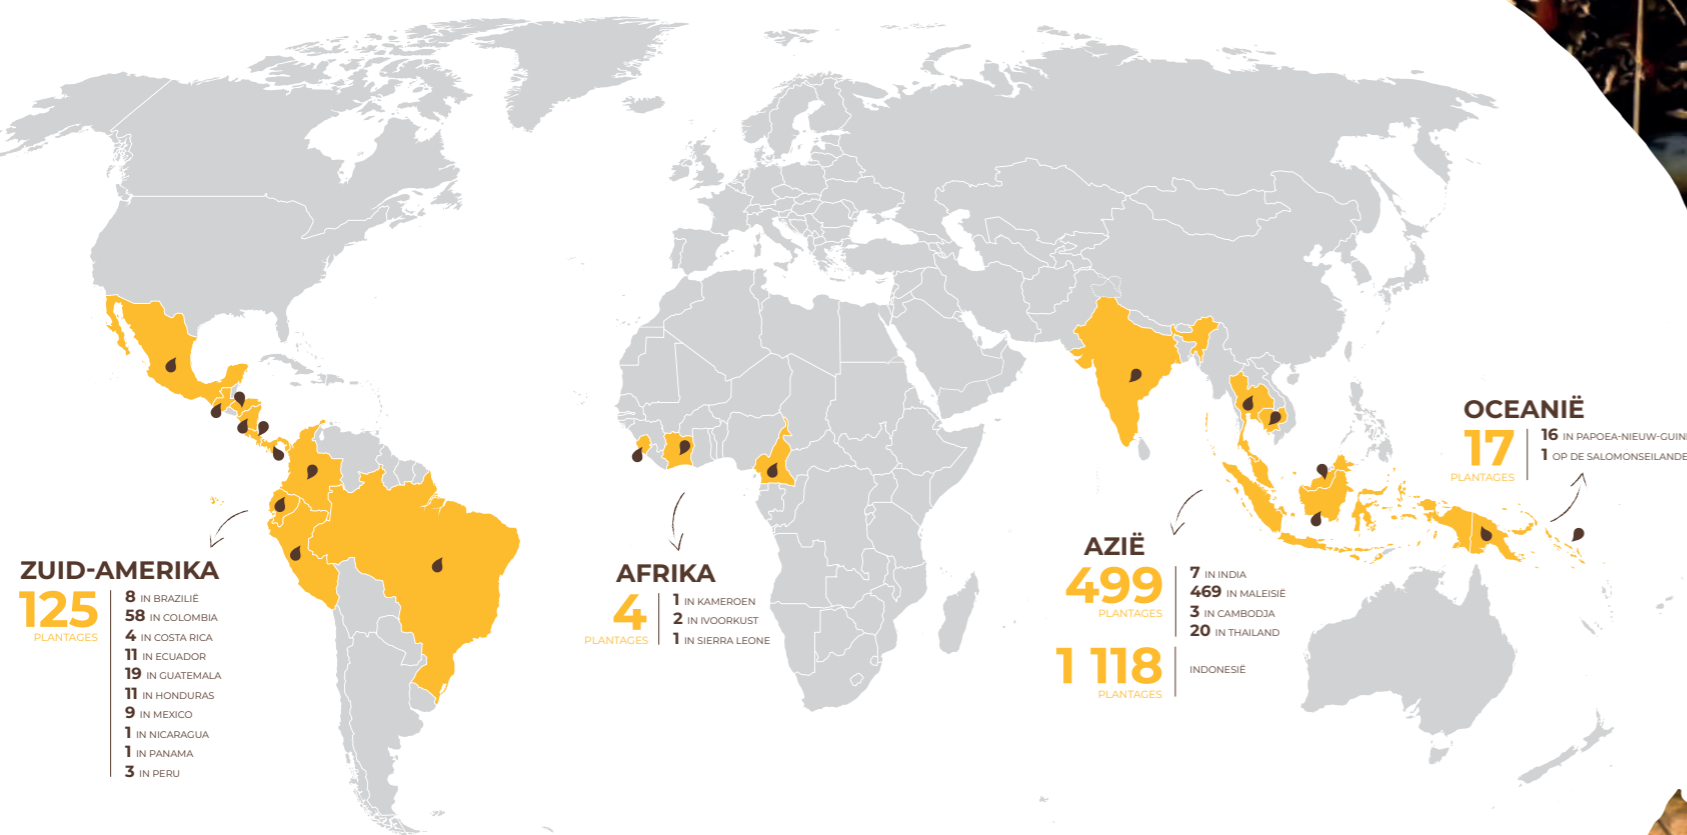 ZUID-AMERIKA
125
PLANTAGES
8 IN BRAZILIË
58 IN COLOMBIA
4 IN COSTA RICA
11 IN ECUADOR
19 IN GUATEMALA
11 IN HONDURAS
9 IN MEXICO
1 IN NICARAGUA
1 IN PANAMA
3 IN PERU
AFRIKA
4
PLANTAGES
1 IN KAMEROEN
2 IN IVOORKUST
1 IN SIERRA LEONE
AZIË
499
PLANTAGES
7 IN INDIA
469 IN MALEISIË
3 IN CAMBODJA
20 IN THAILAND
1 118
PLANTAGES
INDONESIË
OCEANIË
17
PLANTAGES
16 IN PAPOEA-NIEUW-GUIN
1 OP DE SALOMONSEILANDE